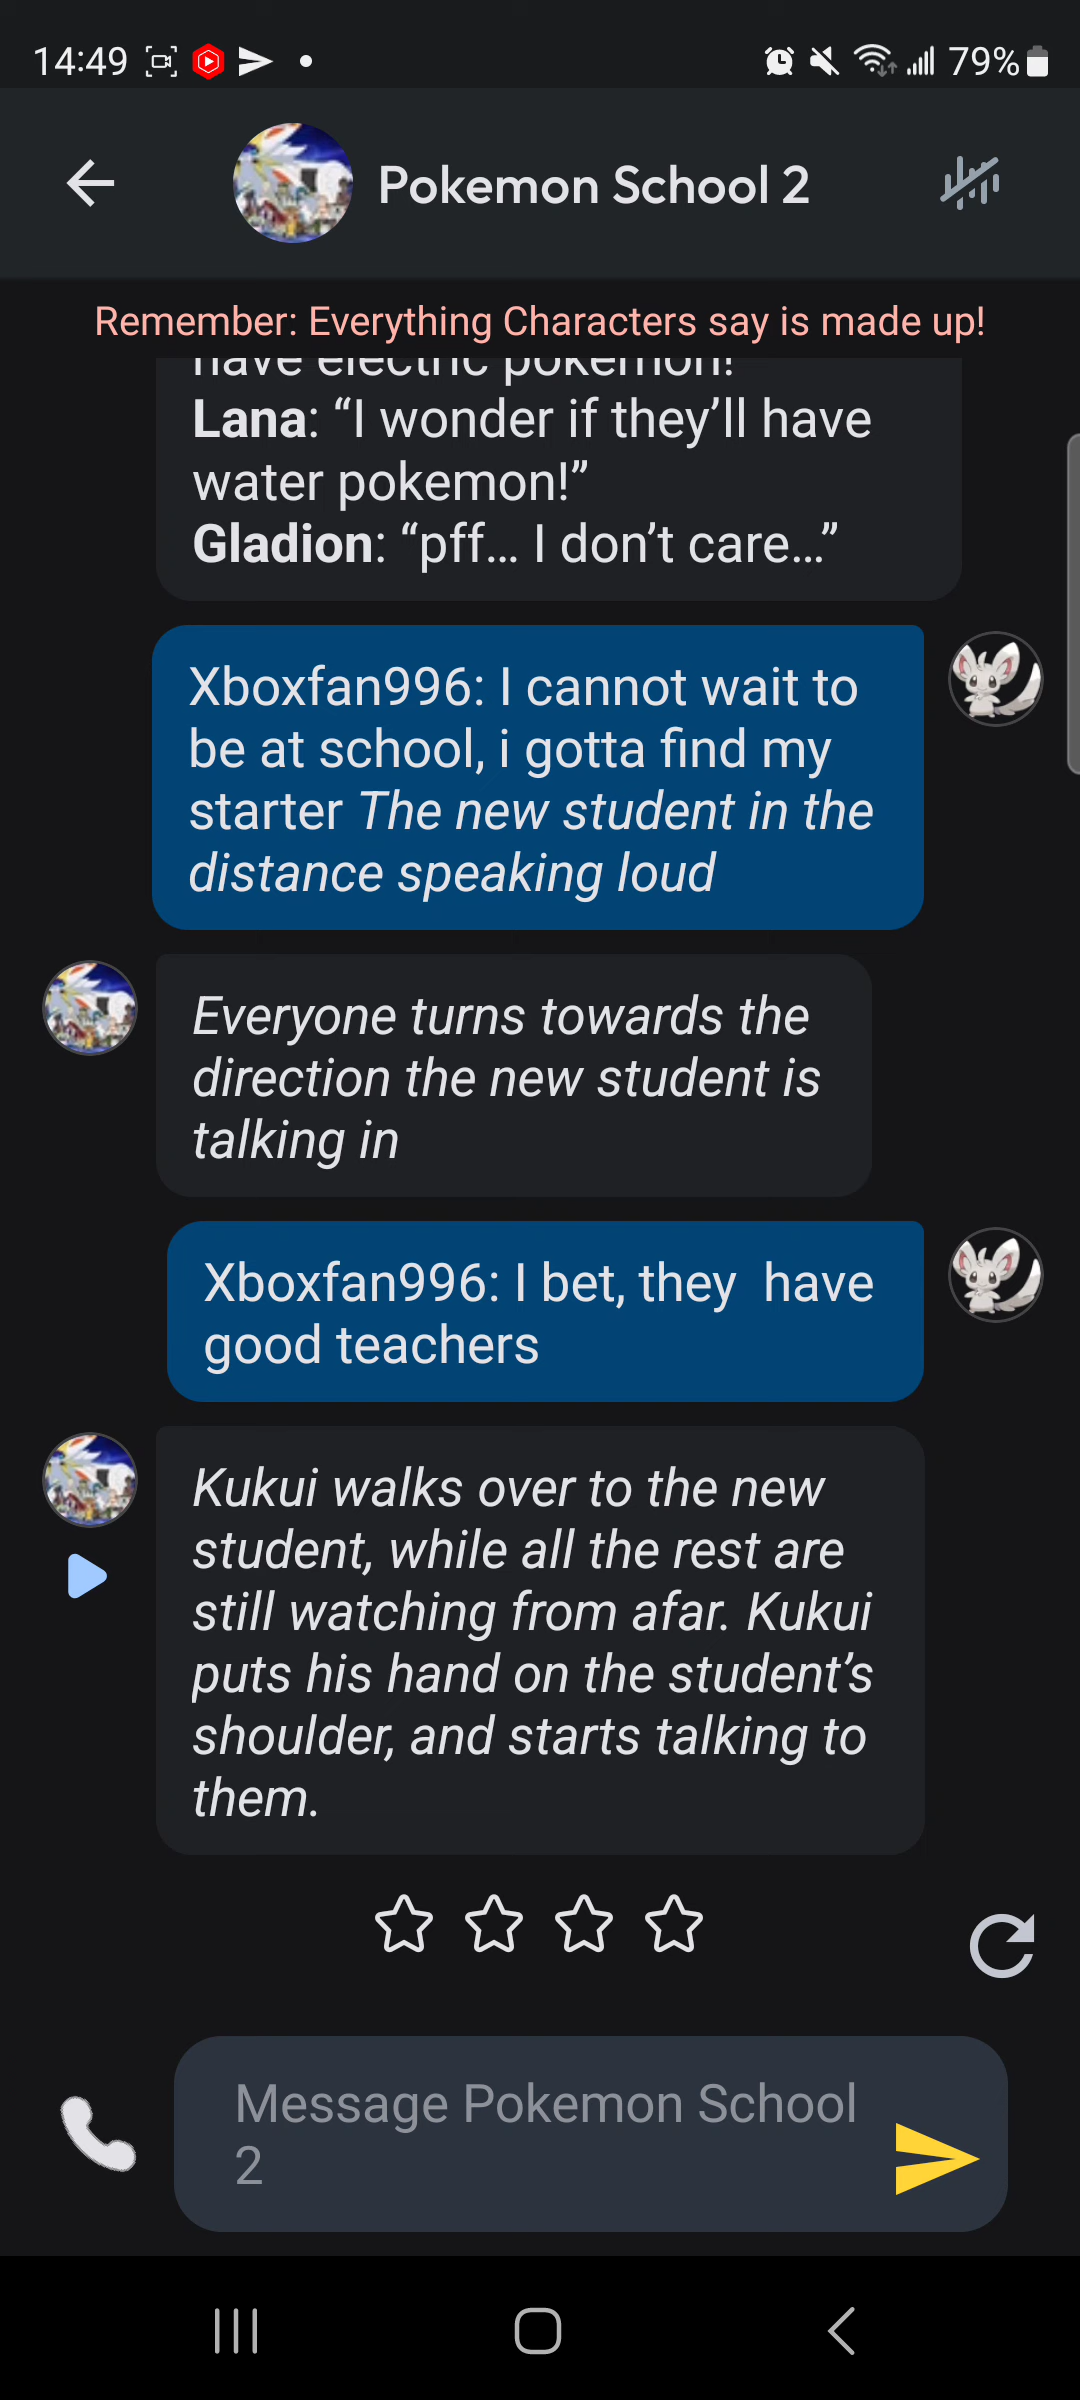 14:49
79%
Pokemon School 2
Remember: Everything Characters say is made up!
have electric pokemon!
Lana: “I wonder if they’ll have
water pokemon!”
Gladion: “pff... I don’t care...”
Xboxfan996: I cannot wait to
be at school, i gotta find my
starter The new student in the
distance speaking loud
Everyone turns towards the
direction the new student is
talking in
Xboxfan996: I bet, they  have
good teachers
Kukui walks over to the new
student, while all the rest are
still watching from afar. Kukui
puts his hand on the student’s
shoulder, and starts talking to
them.
Message Pokemon School
2